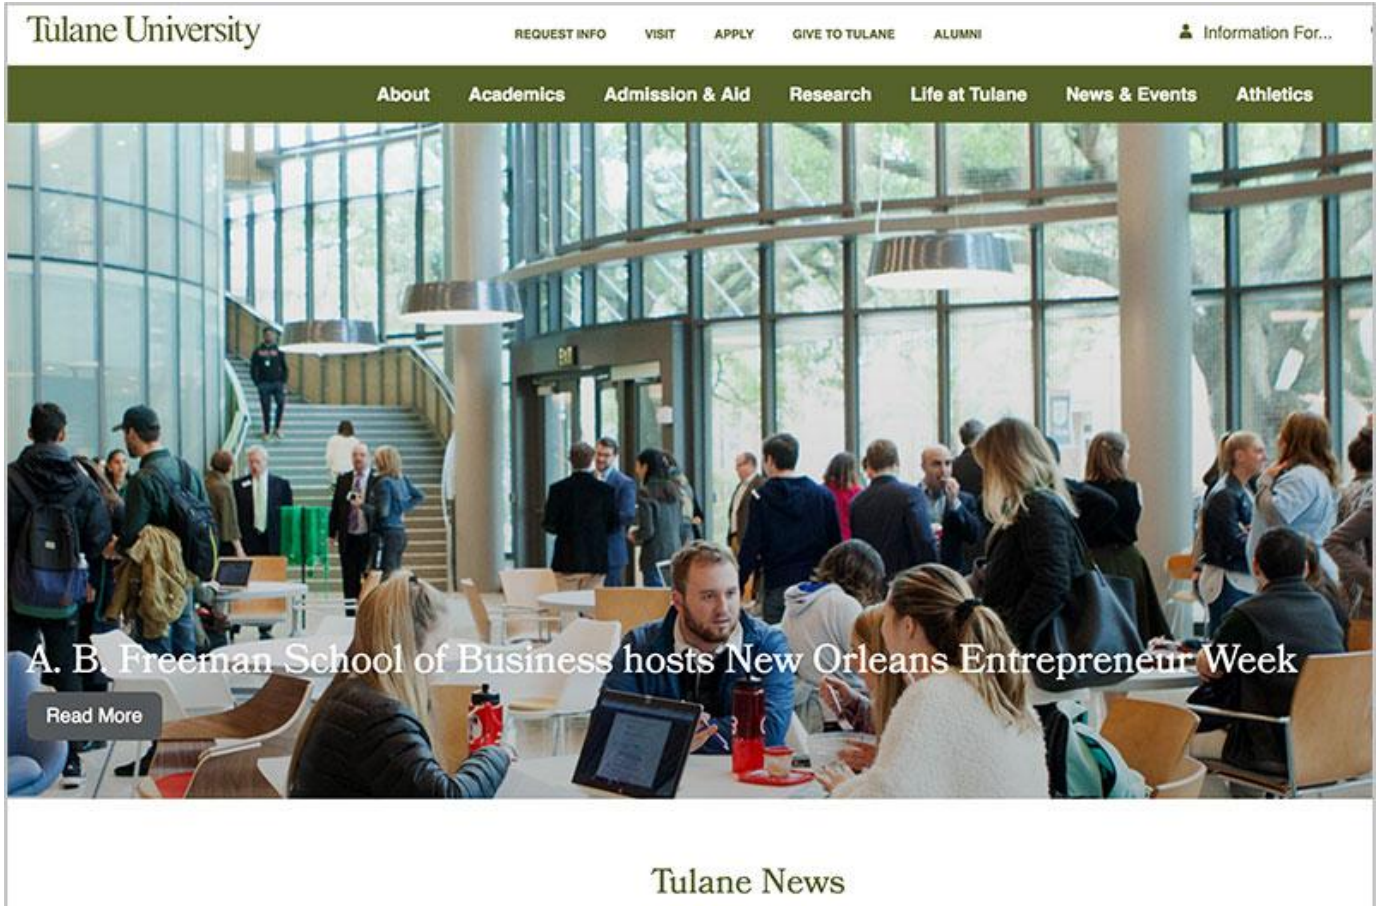 Tulane University
REQUEST INFO VISIT APPLY GIVE TO TULANE ALUMNI
Information For...
About Academics Admission & Aid Research Life at Tulane News & Events Athletics
EXIT
A. B. Freeman School of Business hosts New Orleans Entrepreneur Week
Read More
Tulane News